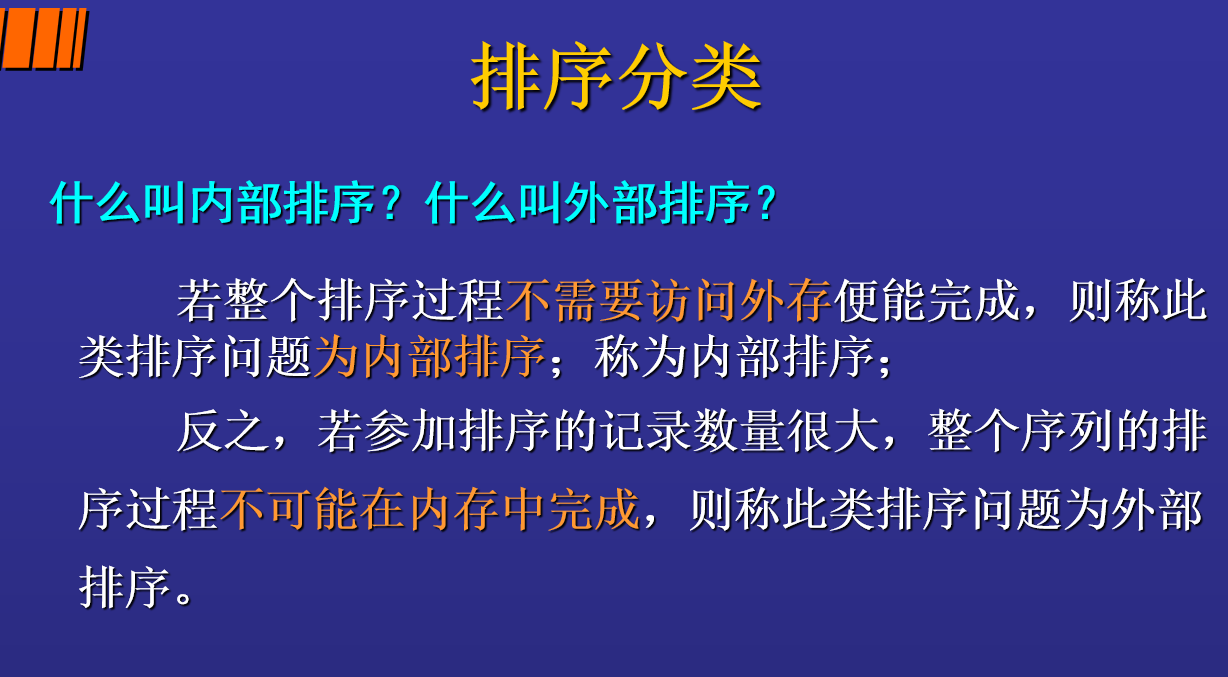 排序分类
什么叫内部排序？什么叫外部排序？
若整个排序过程不需要访问外存便能完成，则称此
类排序问题为内部排序；称为内部排序；
反之，若参加排序的记录数量很大，整个序列的排
序过程不可能在内存中完成，则称此类排序问题为外部
排序。